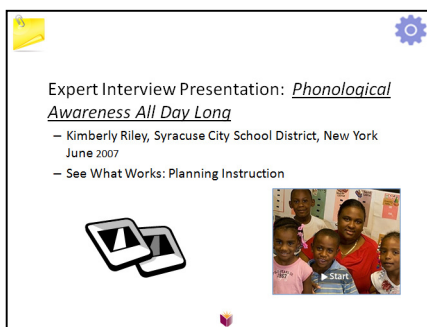 Expert Interview Presentation: Phonological
Awareness All Day Long
– Kimberly Riley, Syracuse City School District, New York
June 2007
– See What Works: Planning Instruction
Start